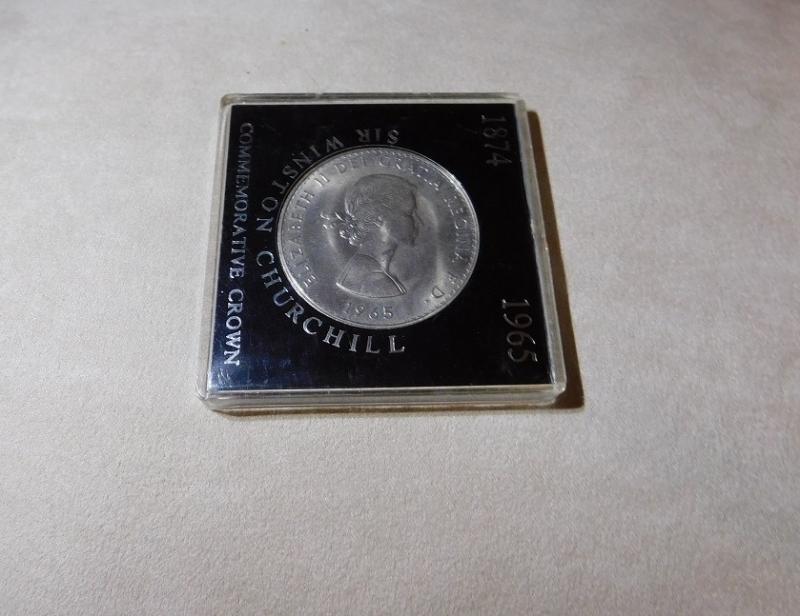 1874
1965
SIR WINSTON CHURCHILL
COMMEMORATIVE CROWN
ELIZABETH II DEI GRATIA REGINA F.D.
1965